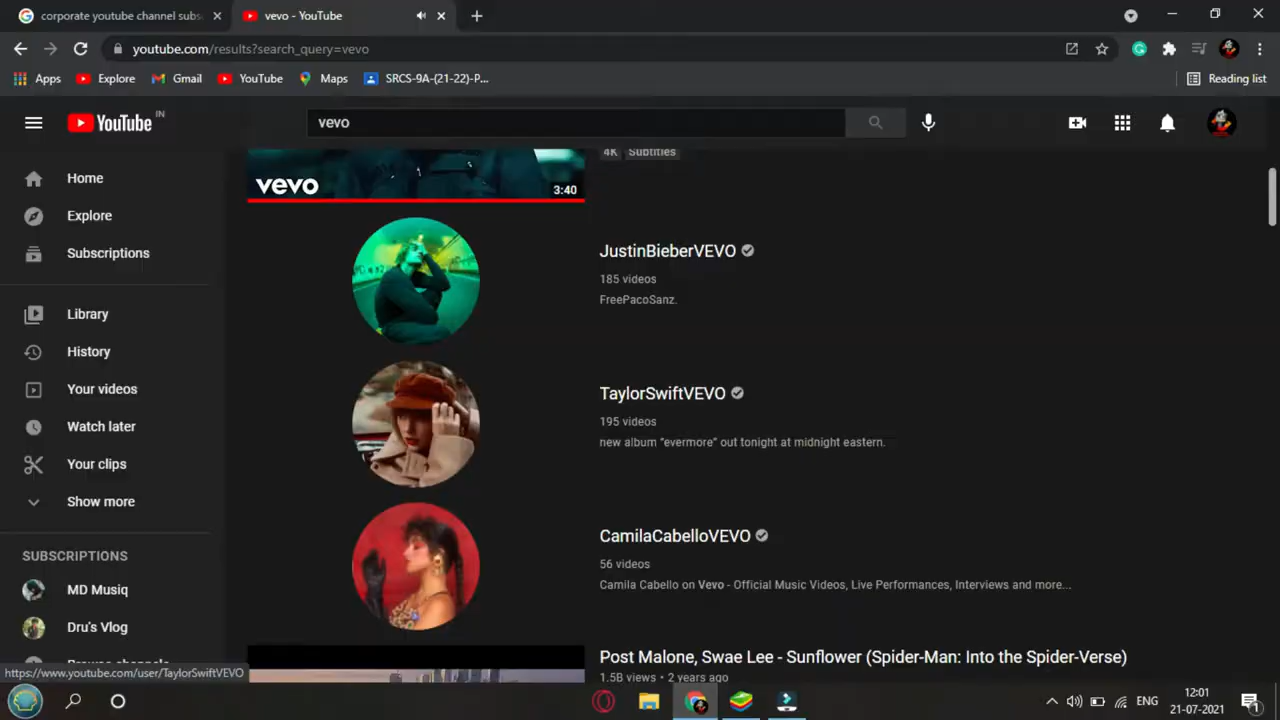 corporate youtube channel subs
vevo - YouTube
youtube.com/results?search_query=vevo
Apps
Explore
Gmail
YouTube
Maps
SRCS-9A-(21-22)-P...
Reading list
YouTube IN
vevo
Home
Explore
Subscriptions
Library
History
Your videos
Watch later
Your clips
Show more
SUBSCRIPTIONS
MD Musiq
Dru's Vlog
Browse channels
https://www.youtube.com/user/TaylorSwiftVEVO
vevo
3:40
4K Subtitles
JustinBieberVEVO
185 videos
FreePacoSanz.
TaylorSwiftVEVO
195 videos
new album “evermore” out tonight at midnight eastern.
CamilaCabelloVEVO
56 videos
Camila Cabello on Vevo - Official Music Videos, Live Performances, Interviews and more...
Post Malone, Swae Lee - Sunflower (Spider-Man: Into the Spider-Verse)
1.5B views • 2 years ago
ENG
12:01
21-07-2021
1